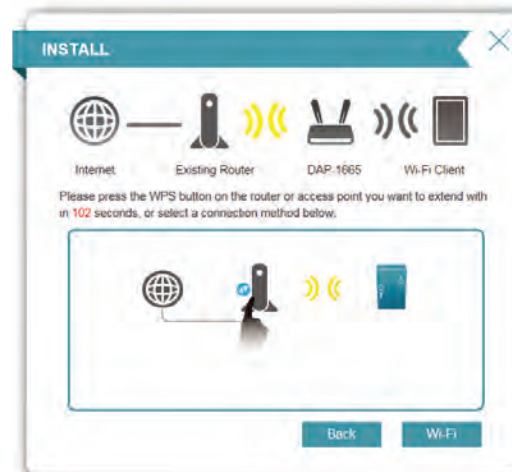 INSTALL
Internet Existing Router DAP-1665 Wi-Fi Client
Please press the WPS button on the router or access point you want to extend with
in 102 seconds, or select a connection method below.
Back Wi-Fi